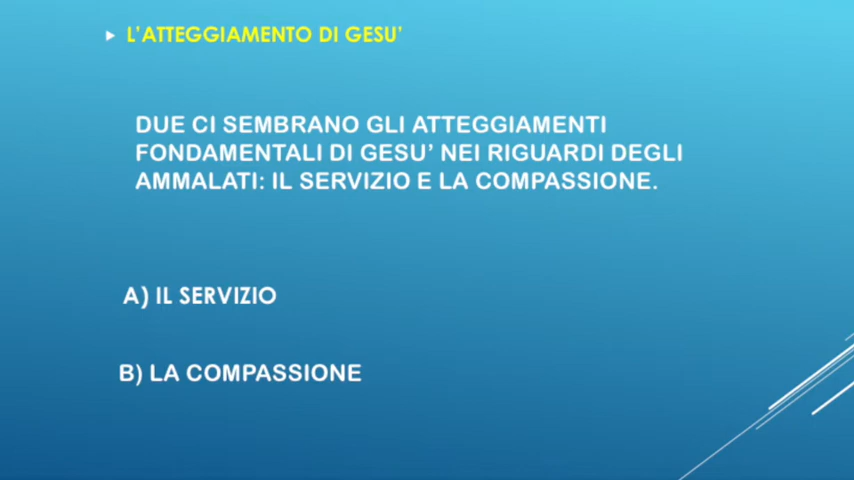 L'ATTEGGIAMENTO DI GESU'
DUE CI SEMBRANO GLI ATTEGGIAMENTI
FONDAMENTALI DI GESU' NEI RIGUARDI DEGLI
AMMALATI: IL SERVIZIO E LA COMPASSIONE.
A) IL SERVIZIO
B) LA COMPASSIONE